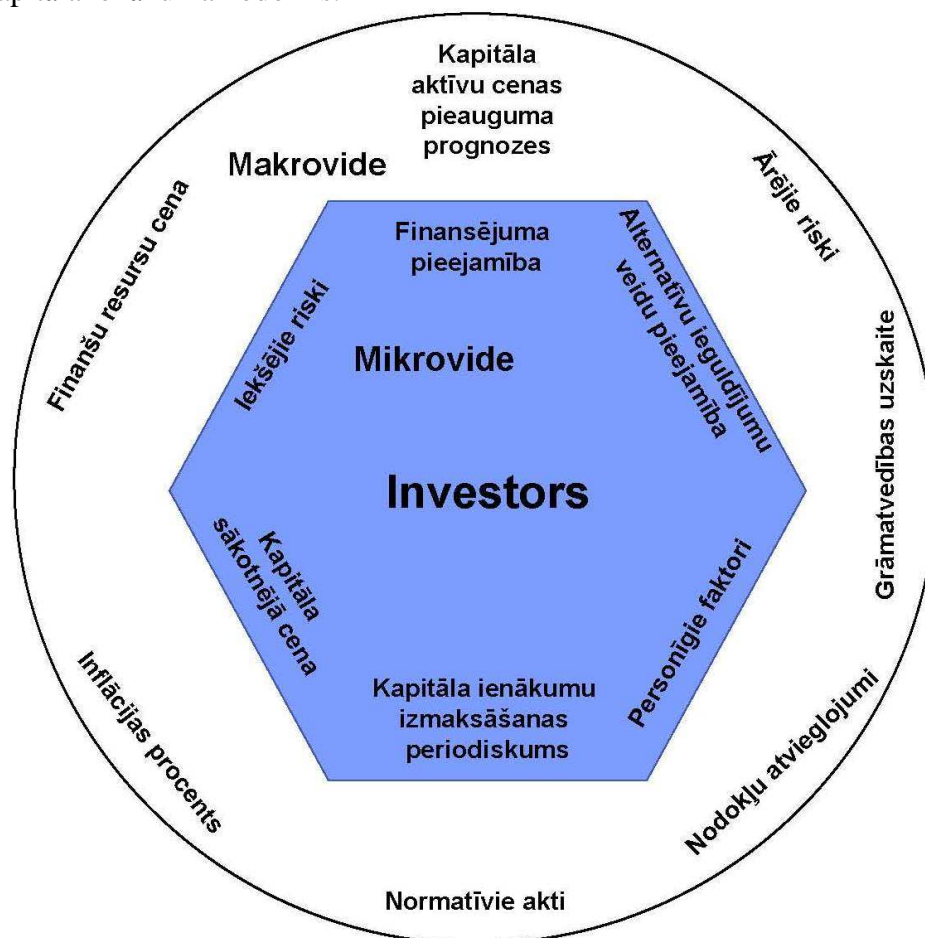 Kapitāla
aktīvu cenas
pieauguma
prognozes
Makrovide
Ārējie riski
Finanšu resursu cena
Finansējuma
pieejamība
Alternatīvu ieguldījumu
veidu pieejamība
Iekšējie riski
Mikrovide
Grāmatvedības uzskaite
Investors
Kapitāla
sākotnējā cena
Personīgie faktori
Kapitāla ienākumu
izmaksāšanas
periodiskums
Inflācijas procents
Nodokļu atvieglojumi
Normatīvie akti